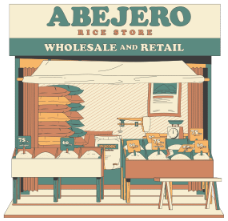 ABEJERO
RICE STORE
WHOLESALE AND RETAIL